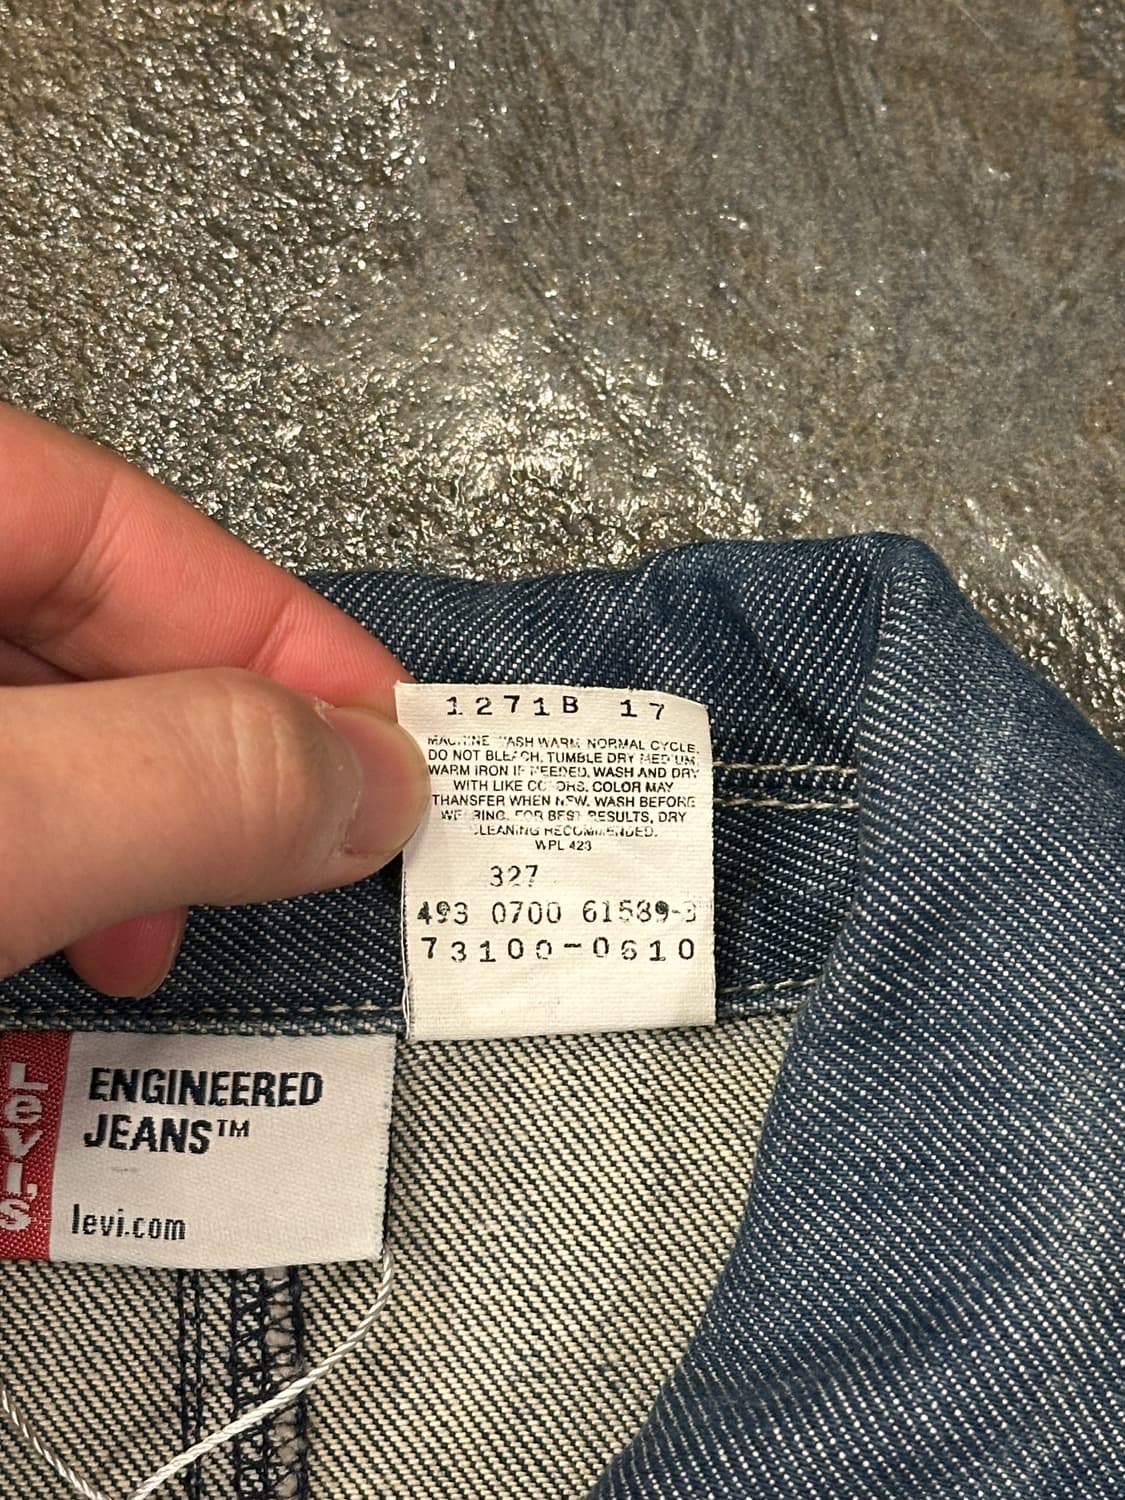 1271B 17
MACHINE WASH WARM NORMAL CYCLE.
DO NOT BLEACH. TUMBLE DRY MEDIUM.
WARM IRON IF NEEDED. WASH AND DRY
WITH LIKE COLORS. COLOR MAY
TRANSFER WHEN NEW. WASH BEFORE
WEARING. FOR BEST RESULTS, DRY
CLEANING RECOMMENDED.
WPL 423
327
493 0700 61589-3
73100-0610
Levi's
ENGINEERED
JEANS™
levi.com